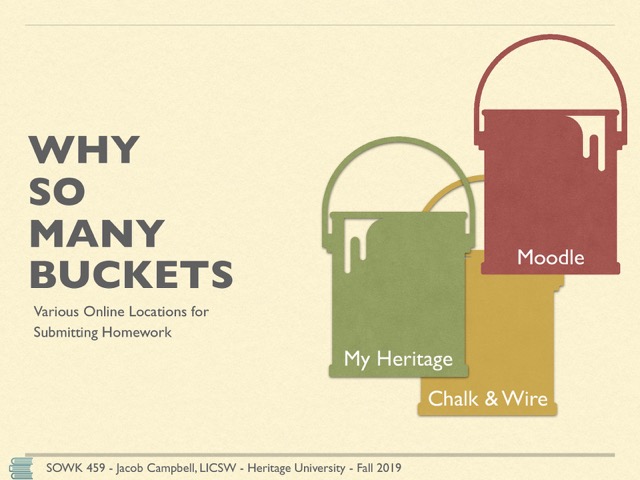 WHY
SO
MANY
BUCKETS
Various Online Locations for
Submitting Homework
Moodle
My Heritage
Chalk & Wire
SOWK 459 - Jacob Campbell, LICSW - Heritage University - Fall 2019